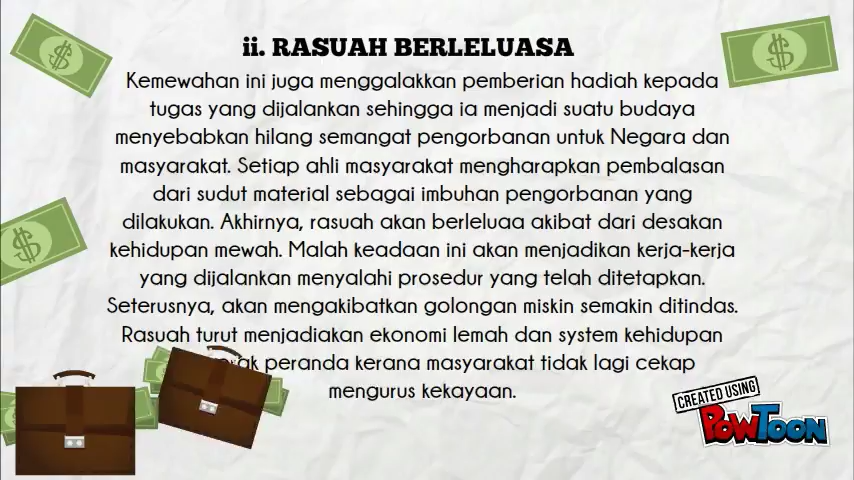 ii. RASUAH BERLELUASA
Kemewahan ini juga menggalakkan pemberian hadiah kepada
tugas yang dijalankan sehingga ia menjadi suatu budaya
menyebabkan hilang semangat pengorbanan untuk Negara dan
masyarakat. Setiap ahli masyarakat mengharapkan pembalasan
dari sudut material sebagai imbuhan pengorbanan yang
dilakukan. Akhirnya, rasuah akan berleluaa akibat dari desakan
kehidupan mewah. Malah keadaan ini akan menjadikan kerja-kerja
yang dijalankan menyalahi prosedur yang telah ditetapkan.
Seterusnya, akan mengakibatkan golongan miskin semakin ditindas.
Rasuah turut menjadiakan ekonomi lemah dan system kehidupan
peranda kerana masyarakat tidak lagi cekap
mengurus kekayaan.
CREATED USING
POWTOON